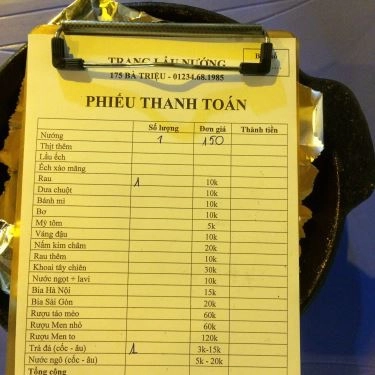 TRANG LẨU NƯỚNG
175 BÀ TRIỆU - 01234.68.1985
PHIẾU THANH TOÁN
Số lượng Đơn giá Thành tiền
Nướng 1 150
Thịt thêm
Lẩu ếch
Ếch xào măng
Rau 1 10k
Dưa chuột 10k
Bánh mì 10k
Bơ 10k
Mỳ tôm 5k
Váng đậu 10k
Nấm kim châm 20k
Rau thêm 10k
Khoai tây chiên 30k
Nước ngọt + lavi 10k
Bia Hà Nội 15k
Bia Sài Gòn 20k
Rượu táo mèo 60k
Rượu Men nhỏ 60k
Rượu Men to 120k
Trà đá (cốc - âu) 1 3k-15k
Nước ngô (cốc - âu) 5k - 20k
Tổng cộng